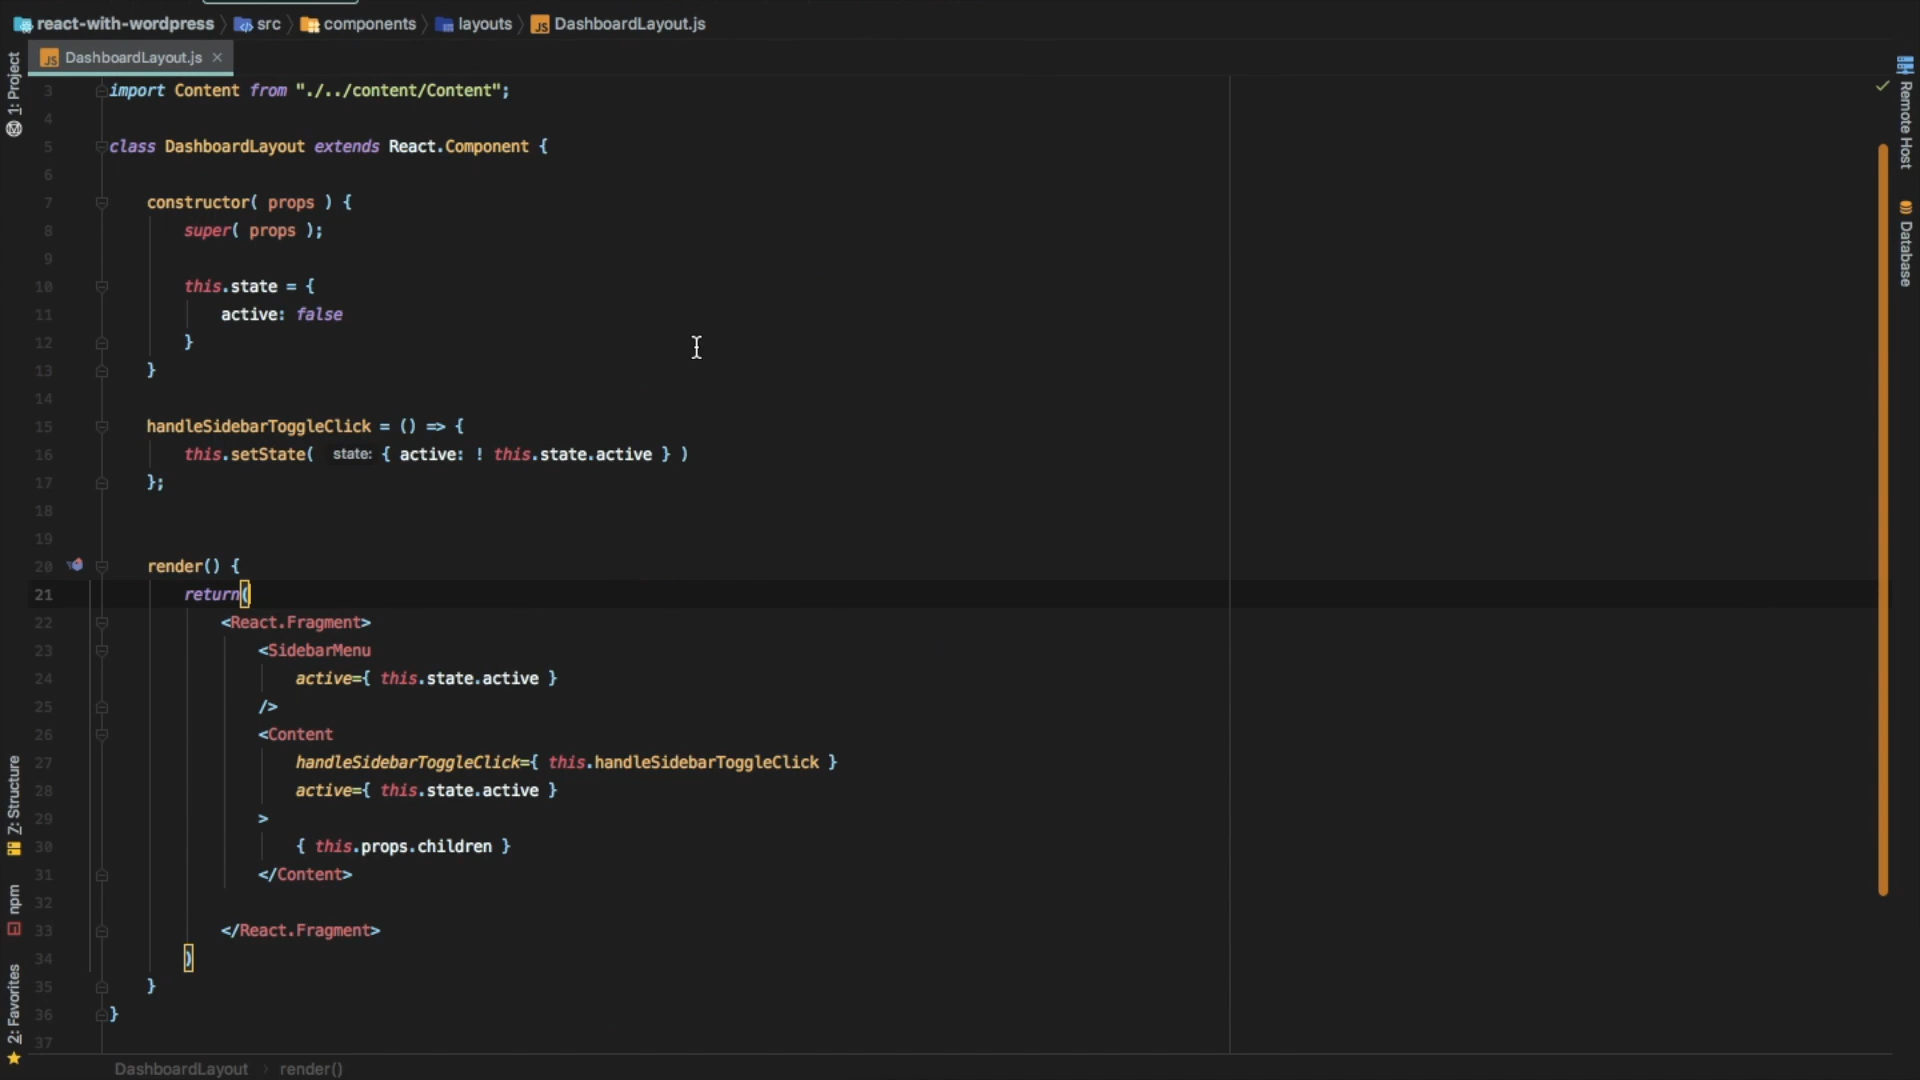 react-with-wordpress src components layouts DashboardLayout.js
DashboardLayout.js
1: Project
Remote Host
Database
3 import Content from "./../content/Content";
4
5 class DashboardLayout extends React.Component {
6
7 constructor( props ) {
8 super( props );
9
10 this.state = {
11 active: false
12 }
13 }
14
15 handleSidebarToggleClick = () => {
16 this.setState( state: { active: ! this.state.active } )
17 };
18
19
20 render() {
21 return(
22 <React.Fragment>
23 <SidebarMenu
24 active={ this.state.active }
25 />
26 <Content
27 handleSidebarToggleClick={ this.handleSidebarToggleClick }
28 active={ this.state.active }
29 >
30 { this.props.children }
31 </Content>
32
33 </React.Fragment>
34 )
35 }
36 }
37
Z: Structure
npm
2: Favorites
DashboardLayout render()